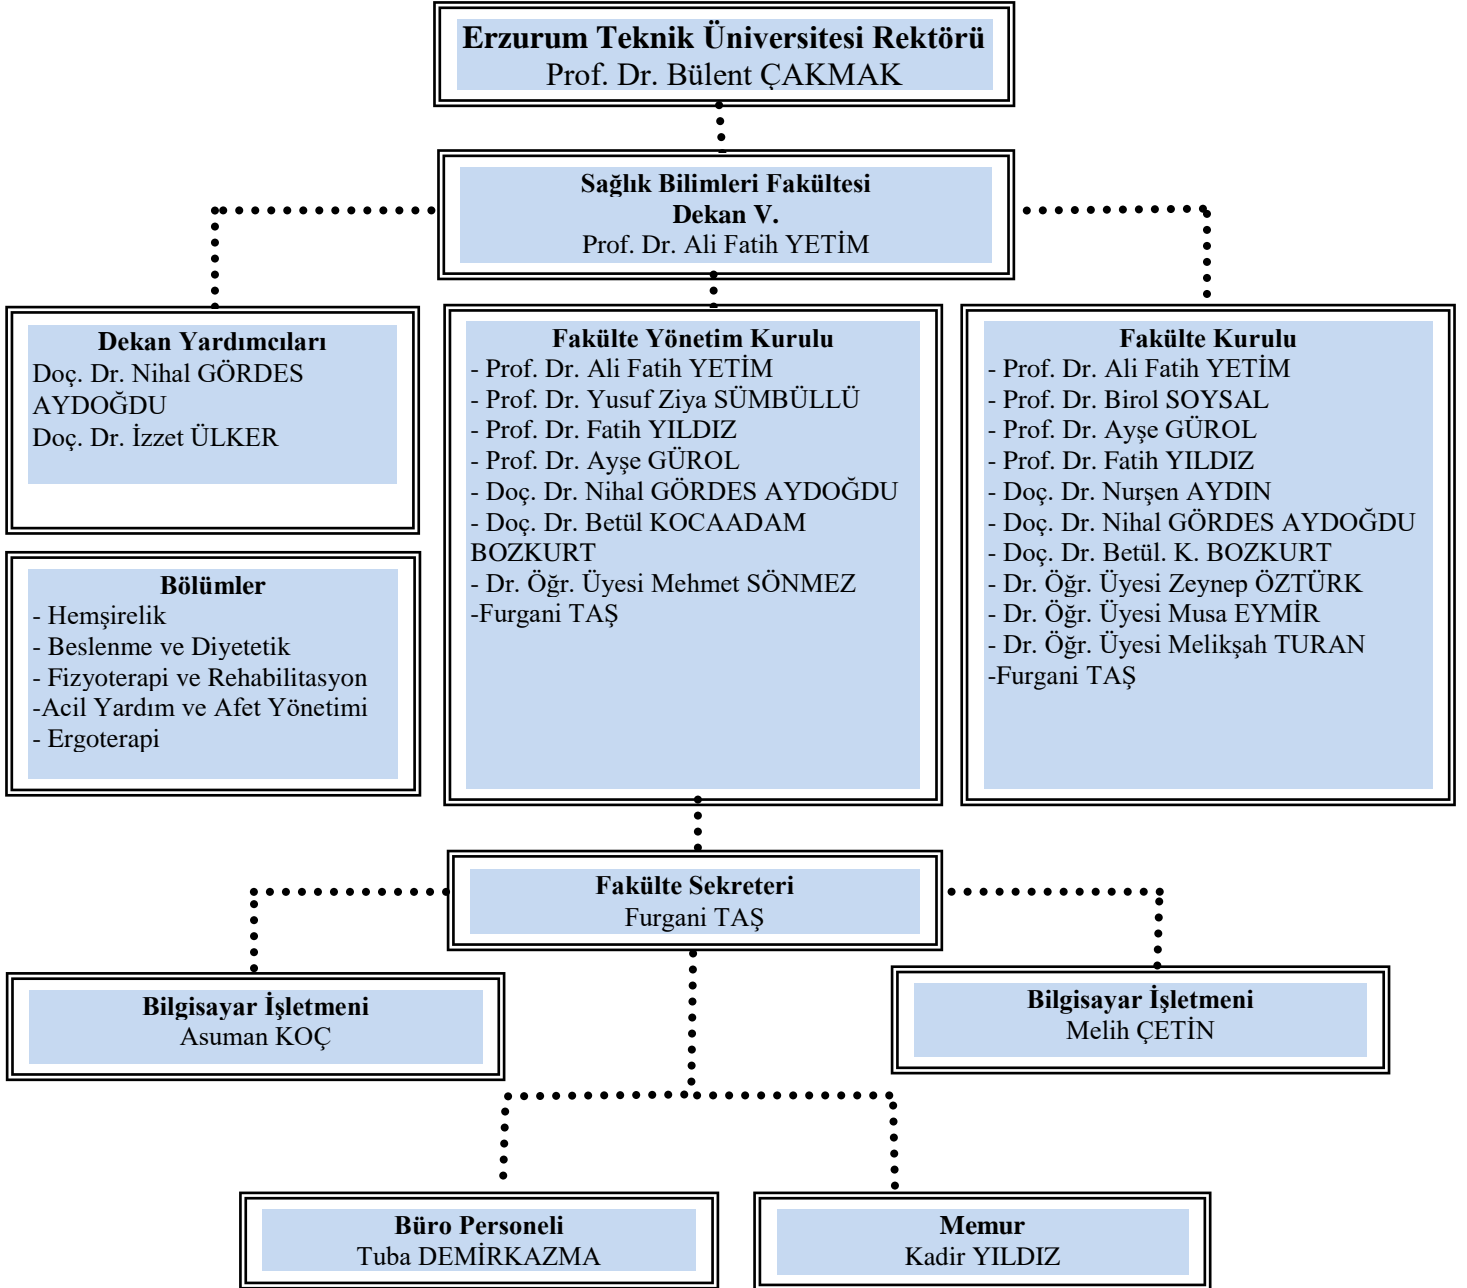 Erzurum Teknik Üniversitesi Rektörü
Prof. Dr. Bülent ÇAKMAK
Sağlık Bilimleri Fakültesi
Dekan V.
Prof. Dr. Ali Fatih YETİM
Dekan Yardımcıları
Doç. Dr. Nihal GÖRDES
AYDOĞDU
Doç. Dr. İzzet ÜLKER
Bölümler
- Hemşirelik
- Beslenme ve Diyetetik
- Fizyoterapi ve Rehabilitasyon
-Acil Yardım ve Afet Yönetimi
- Ergoterapi
Fakülte Yönetim Kurulu
- Prof. Dr. Ali Fatih YETİM
- Prof. Dr. Yusuf Ziya SÜMBÜLLÜ
- Prof. Dr. Fatih YILDIZ
- Prof. Dr. Ayşe GÜROL
- Doç. Dr. Nihal GÖRDES AYDOĞDU
- Doç. Dr. Betül KOCAADAM
BOZKURT
- Dr. Öğr. Üyesi Mehmet SÖNMEZ
-Furgani TAŞ
Fakülte Kurulu
- Prof. Dr. Ali Fatih YETİM
- Prof. Dr. Birol SOYSAL
- Prof. Dr. Ayşe GÜROL
- Prof. Dr. Fatih YILDIZ
- Doç. Dr. Nurşen AYDIN
- Doç. Dr. Nihal GÖRDES AYDOĞDU
- Doç. Dr. Betül. K. BOZKURT
- Dr. Öğr. Üyesi Zeynep ÖZTÜRK
- Dr. Öğr. Üyesi Musa EYMİR
- Dr. Öğr. Üyesi Melikşah TURAN
-Furgani TAŞ
Fakülte Sekreteri
Furgani TAŞ
Bilgisayar İşletmeni
Asuman KOÇ
Bilgisayar İşletmeni
Melih ÇETİN
Büro Personeli
Tuba DEMİRKAZMA
Memur
Kadir YILDIZ